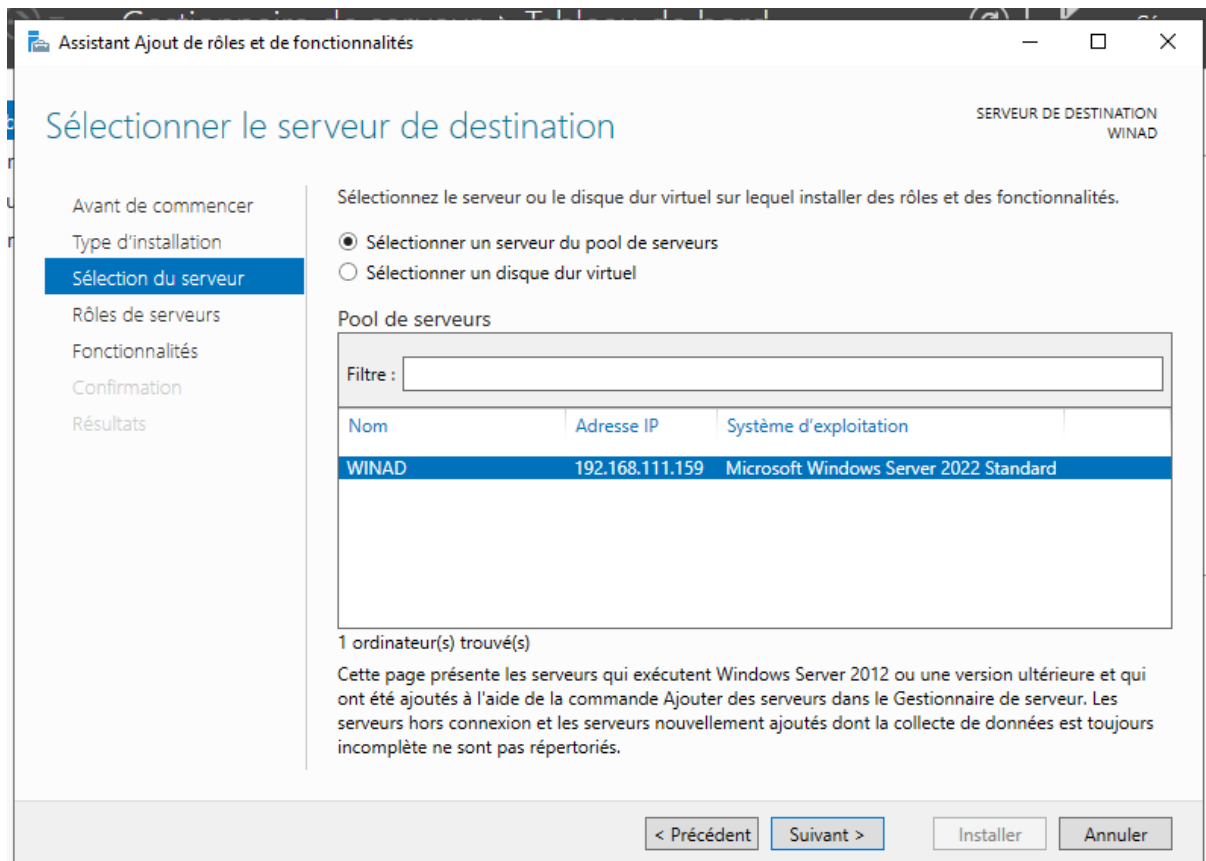 Assistant Ajout de rôles et de fonctionnalités
Sélectionner le serveur de destination
SERVEUR DE DESTINATION
WINAD
Avant de commencer
Type d'installation
Sélection du serveur
Rôles de serveurs
Fonctionnalités
Confirmation
Résultats
Sélectionnez le serveur ou le disque dur virtuel sur lequel installer des rôles et des fonctionnalités.
Sélectionner un serveur du pool de serveurs
Sélectionner un disque dur virtuel
Pool de serveurs
Filtre :
Nom Adresse IP Système d'exploitation
WINAD 192.168.111.159 Microsoft Windows Server 2022 Standard
1 ordinateur(s) trouvé(s)
Cette page présente les serveurs qui exécutent Windows Server 2012 ou une version ultérieure et qui
ont été ajoutés à l'aide de la commande Ajouter des serveurs dans le Gestionnaire de serveur. Les
serveurs hors connexion et les serveurs nouvellement ajoutés dont la collecte de données est toujours
incomplète ne sont pas répertoriés.
< Précédent Suivant > Installer Annuler